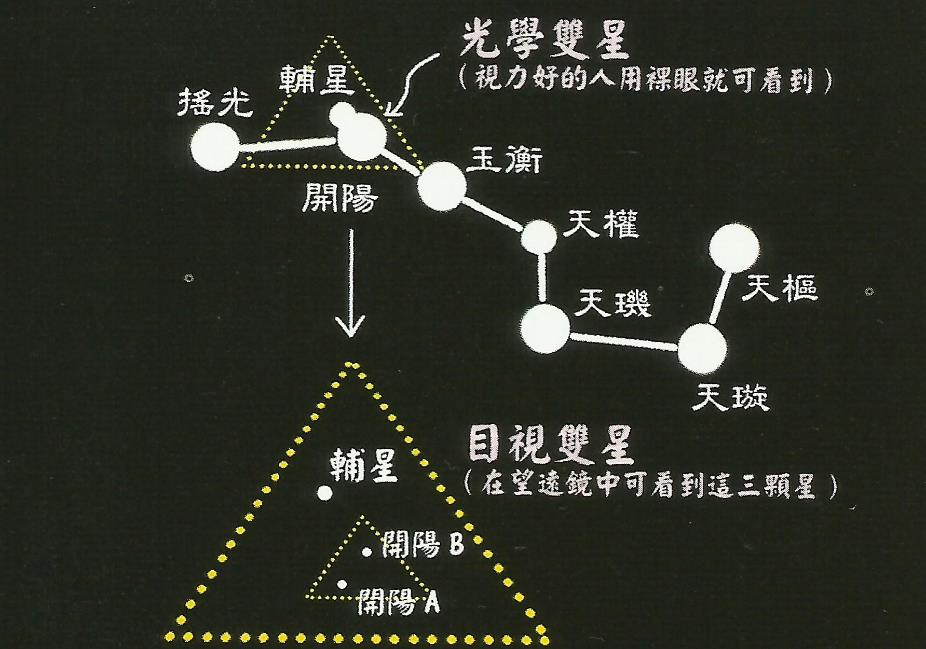 光學雙星
(視力好的人用裸眼就可看到)
輔星
搖光
玉衡
開陽
天權
天樞
天璣
天璇
目視雙星
(在望遠鏡中可看到這三顆星)
輔星
開陽 B
開陽 A